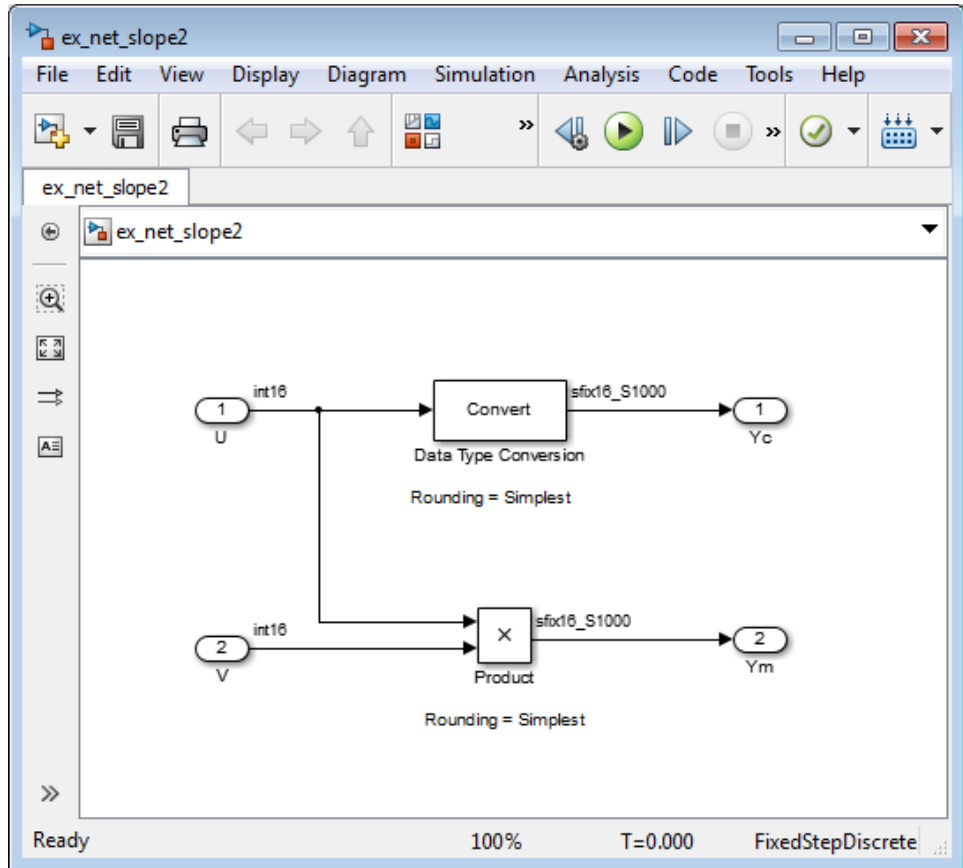 ex_net_slope2
File Edit View Display Diagram Simulation Analysis Code Tools Help
ex_net_slope2
ex_net_slope2
int16
1
U
Convert
Data Type Conversion
Rounding = Simplest
sfix16_S1000
1
Yc
int16
2
V
×
Product
Rounding = Simplest
sfix16_S1000
2
Ym
Ready 100% T=0.000 FixedStepDiscrete